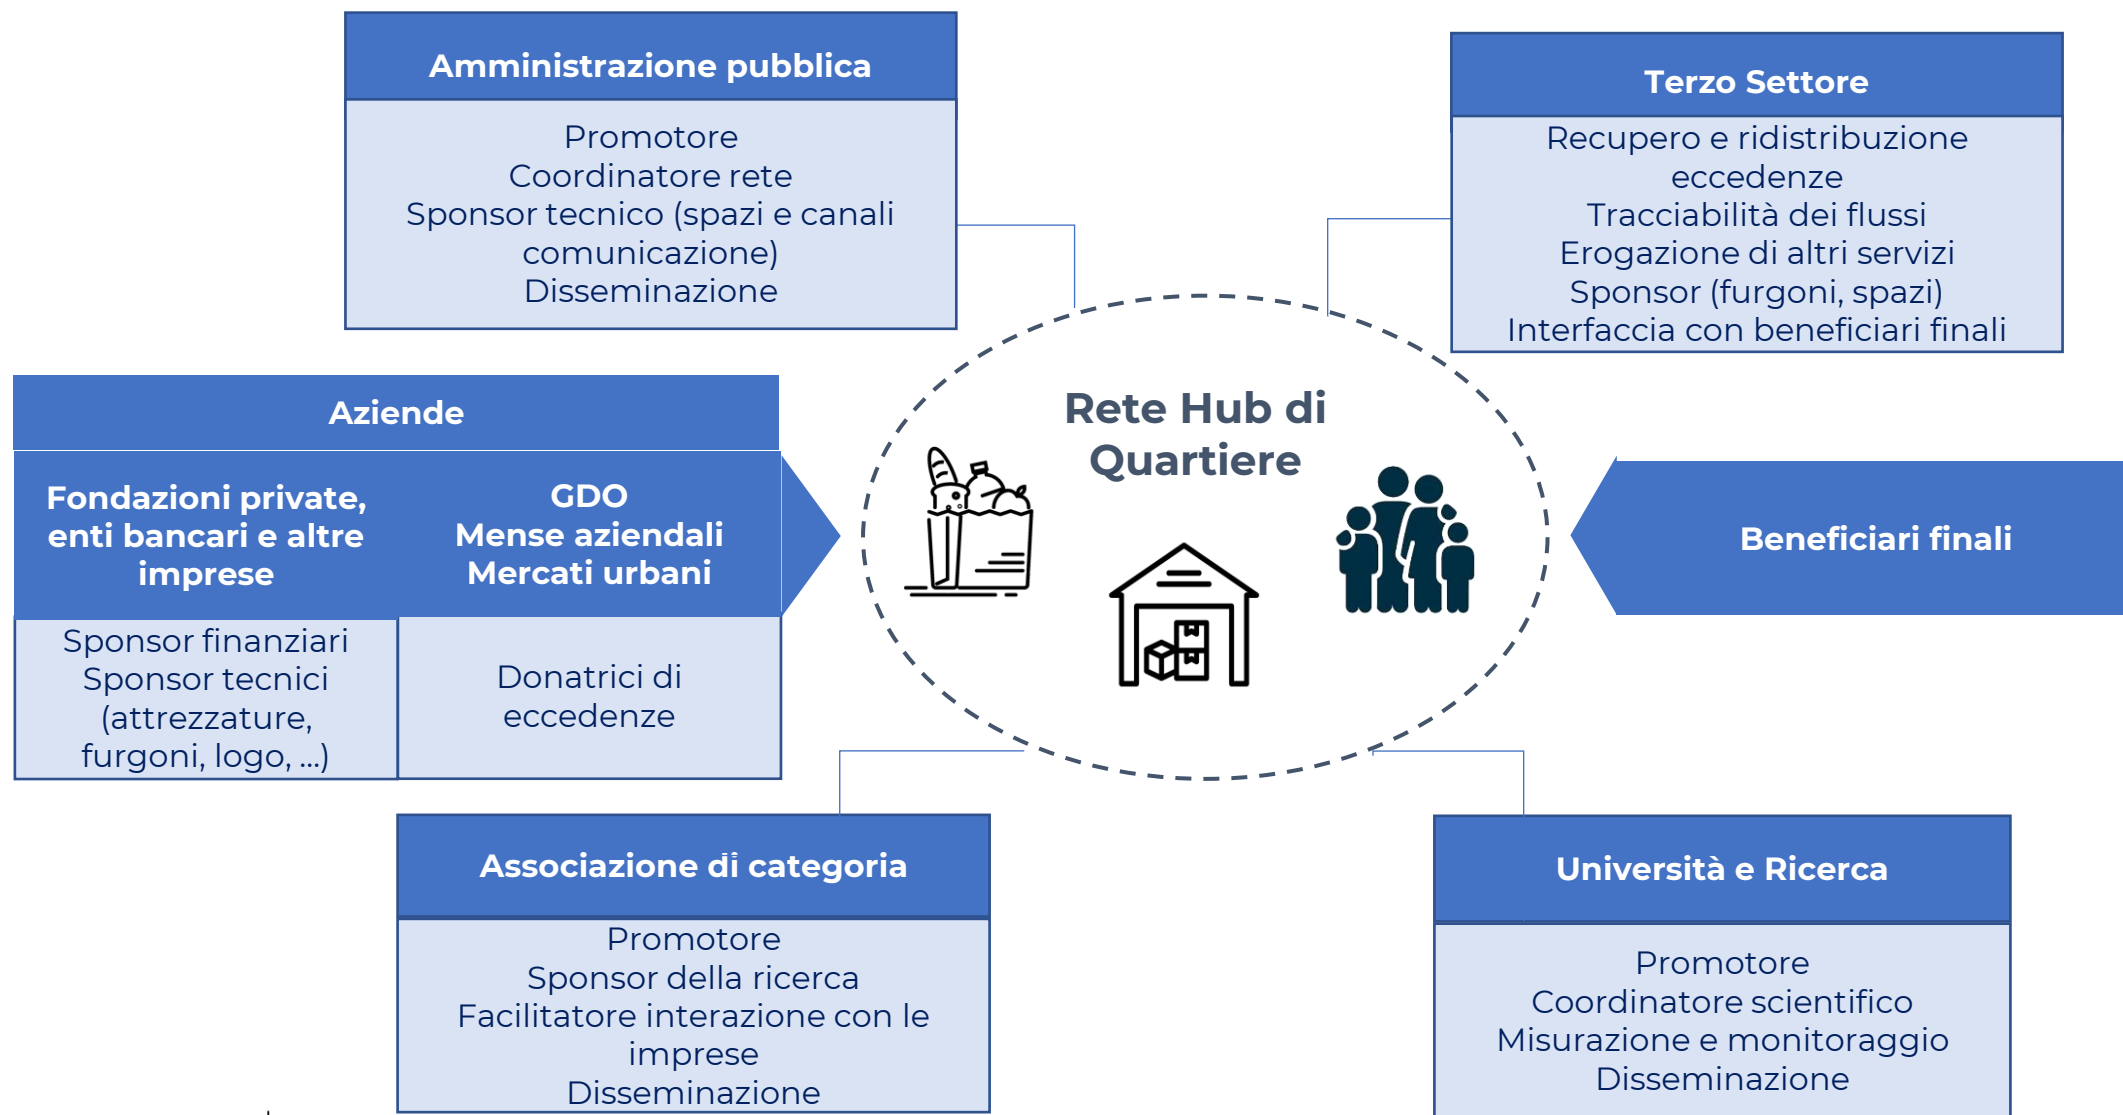 Amministrazione pubblica
Promotore
Coordinatore rete
Sponsor tecnico (spazi e canali
comunicazione)
Disseminazione
Terzo Settore
Recupero e ridistribuzione
eccedenze
Tracciabilità dei flussi
Erogazione di altri servizi
Sponsor (furgoni, spazi)
Interfaccia con beneficiari finali
Aziende
Fondazioni private,
enti bancari e altre
imprese
GDO
Mense aziendali
Mercati urbani
Sponsor finanziari
Sponsor tecnici
(attrezzature,
furgoni, logo, ...)
Donatrici di
eccedenze
Rete Hub di
Quartiere
Beneficiari finali
Associazione di categoria
Promotore
Sponsor della ricerca
Facilitatore interazione con le
imprese
Disseminazione
Università e Ricerca
Promotore
Coordinatore scientifico
Misurazione e monitoraggio
Disseminazione